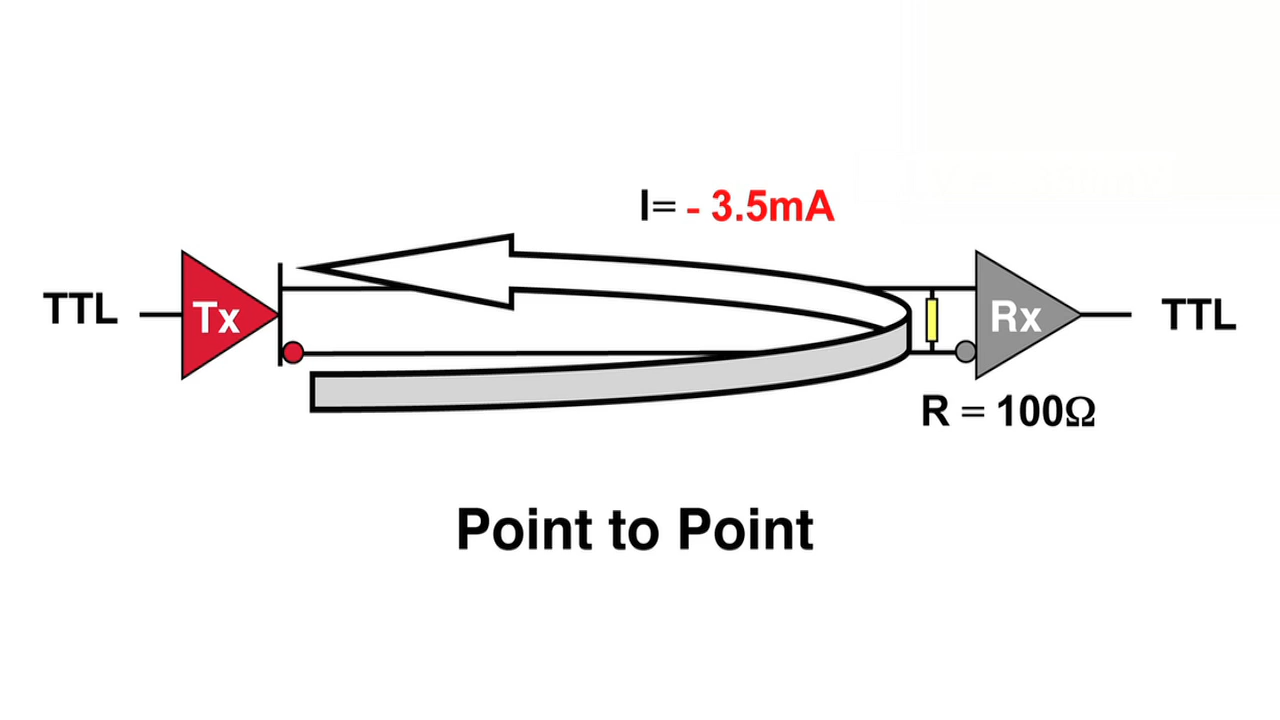 I= - 3.5mA
TTL
Tx
Rx
TTL
R = 100Ω
Point to Point